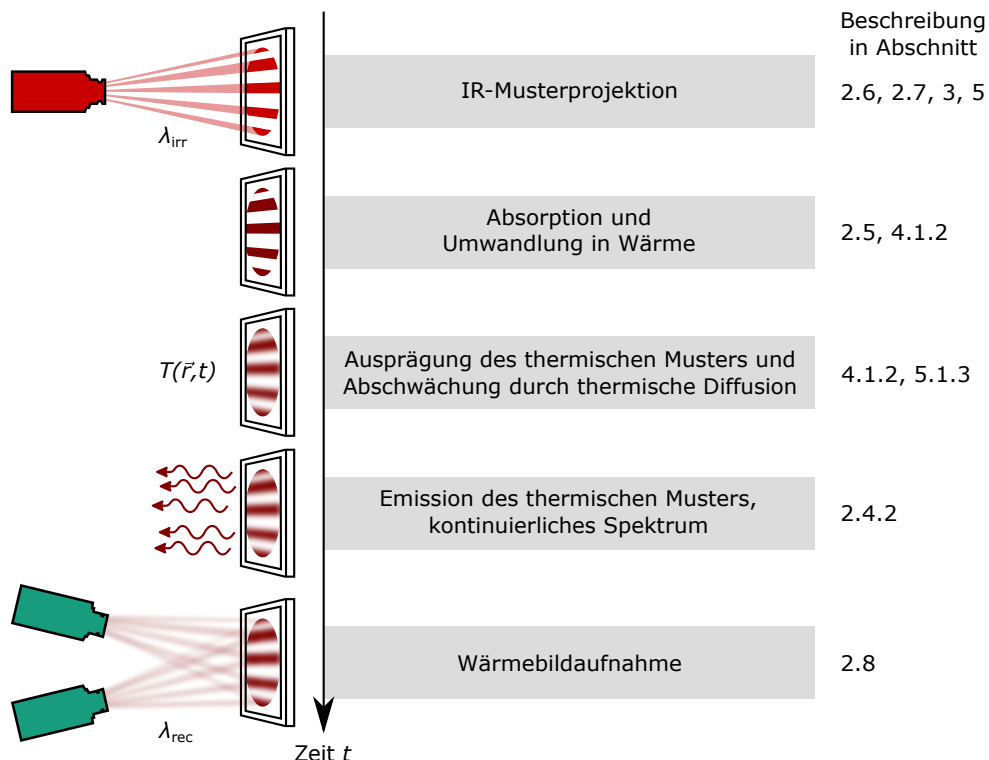 Beschreibung
in Abschnitt
IR-Musterprojektion
2.6, 2.7, 3, 5
λirr
Absorption und
Umwandlung in Wärme
2.5, 4.1.2
T(r⃗,t)
Ausprägung des thermischen Musters und
Abschwächung durch thermische Diffusion
4.1.2, 5.1.3
Emission des thermischen Musters,
kontinuierliches Spektrum
2.4.2
Wärmebildaufnahme
2.8
λrec
Zeit t